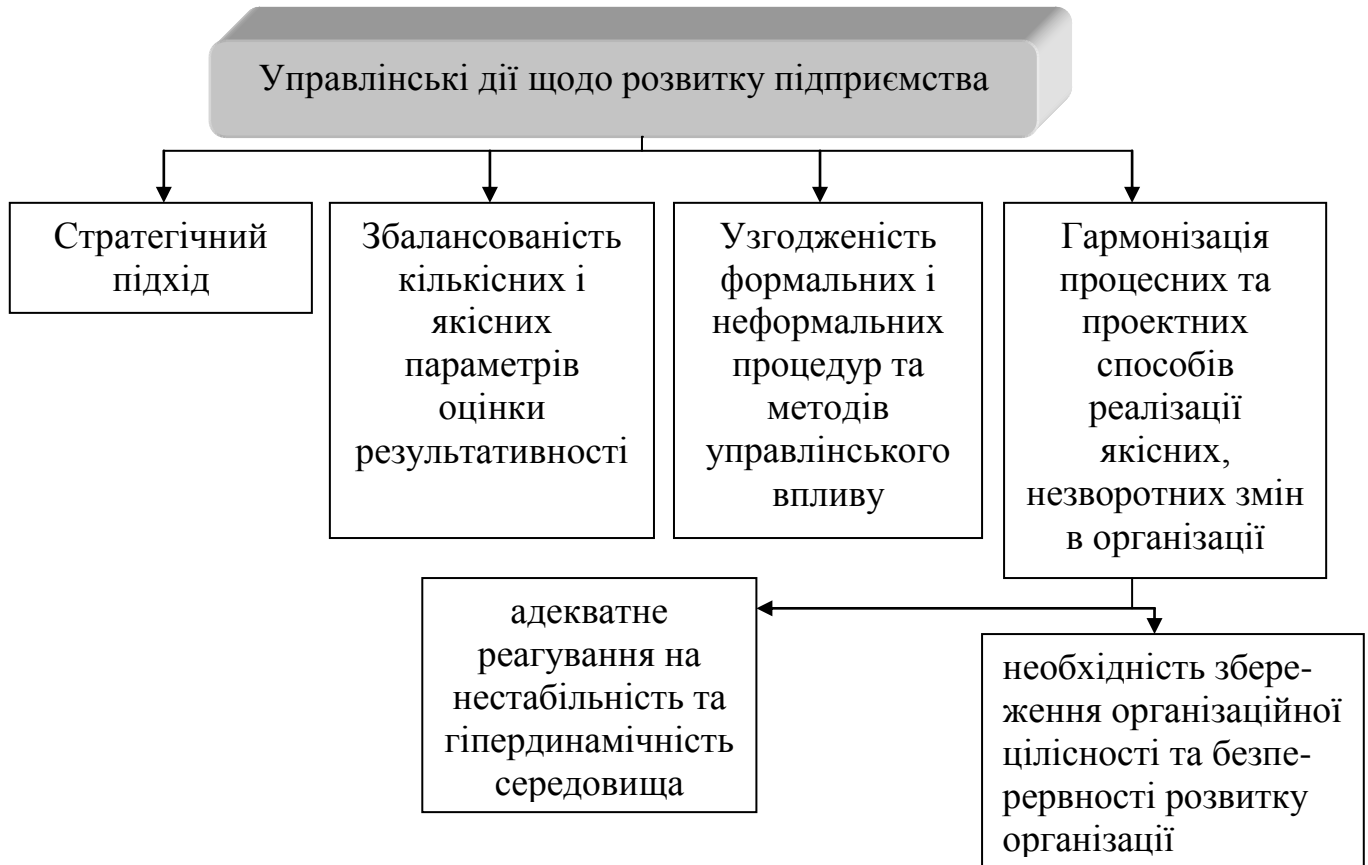 Управлінські дії щодо розвитку підприємства
Стратегічний
підхід
Збалансованість
кількісних і
якісних
параметрів
оцінки
результативності
Узгодженість
формальних і
неформальних
процедур та
методів
управлінського
впливу
Гармонізація
процесних та
проектних
способів
реалізації
якісних,
незворотних змін
в організації
адекватне
реагування на
нестабільність та
гіпердинамічність
середовища
необхідність збере-
ження організаційної
цілісності та безпе-
рервності розвитку
організації